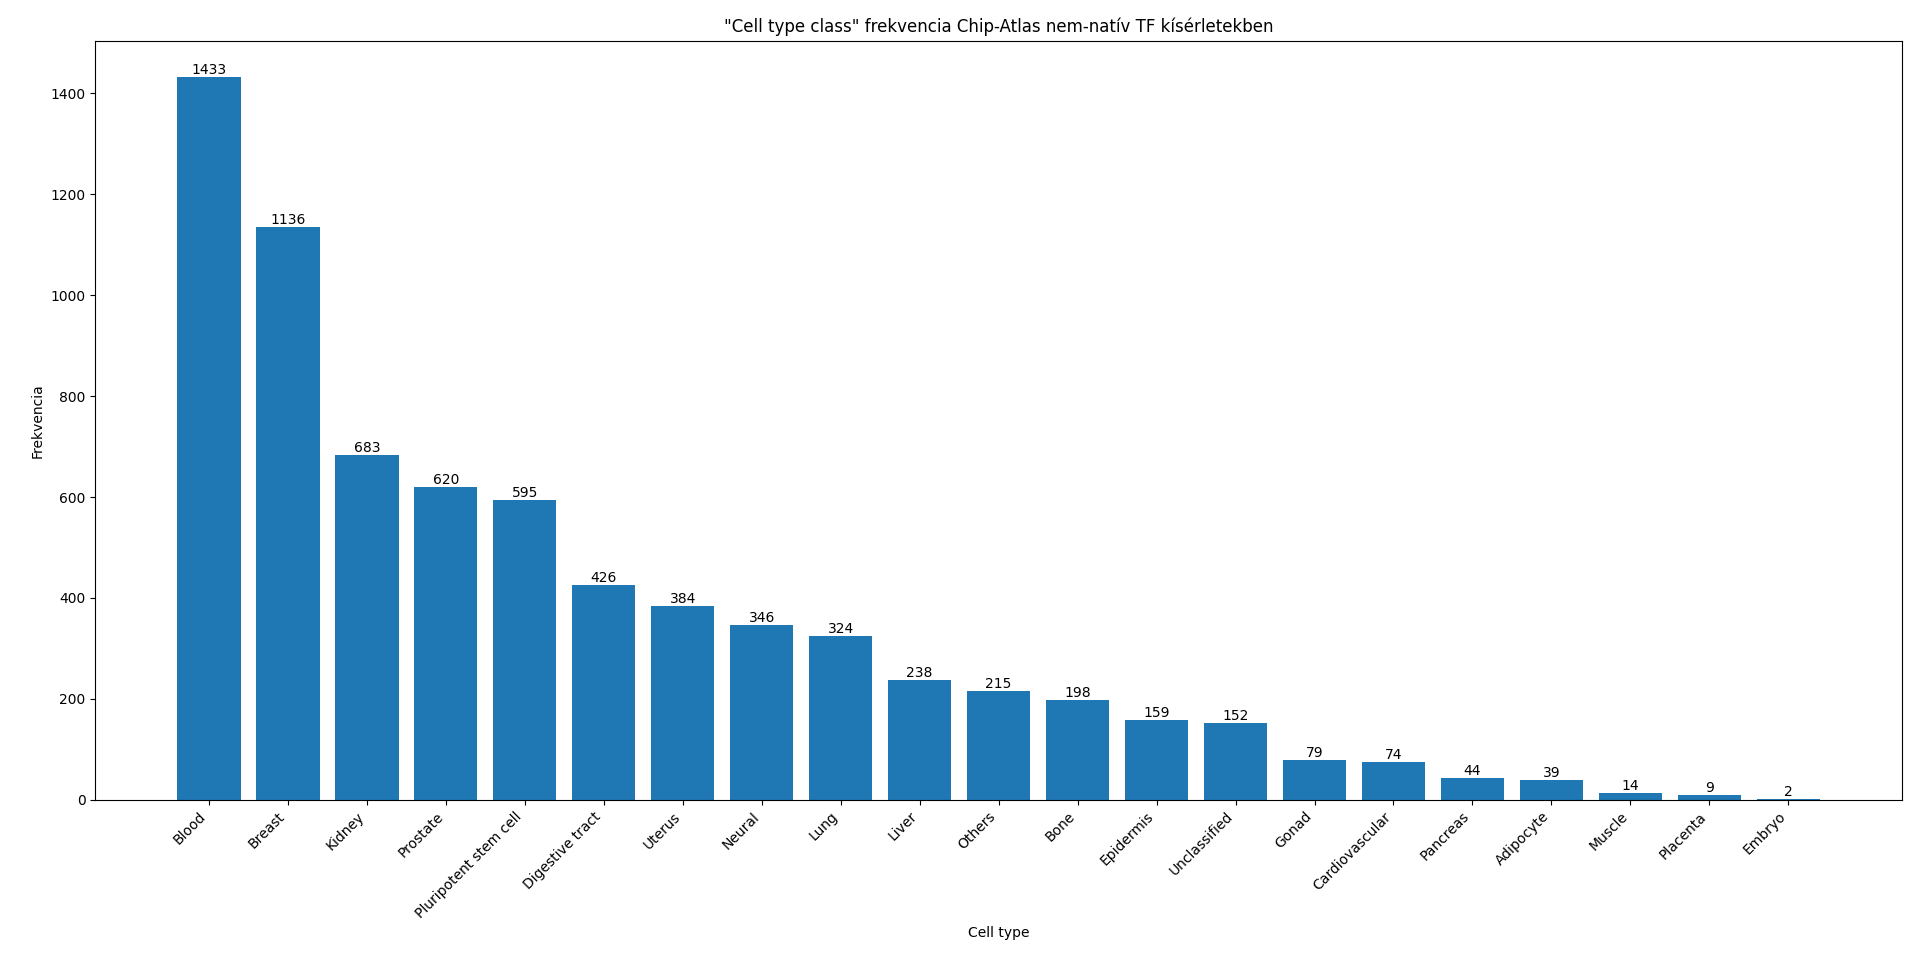 "Cell type class" frekvencia Chip-Atlas nem-natív TF kísérletekben
Frekvencia
1400
1200
1000
800
600
400
200
0
1433
1136
683
620
595
426
384
346
324
238
215
198
159
152
79
74
44
39
14
9
2
Blood
Breast
Kidney
Prostate
Pluripotent stem cell
Digestive tract
Uterus
Neural
Lung
Liver
Others
Bone
Epidermis
Unclassified
Gonad
Cardiovascular
Pancreas
Adipocyte
Muscle
Placenta
Embryo
Cell type